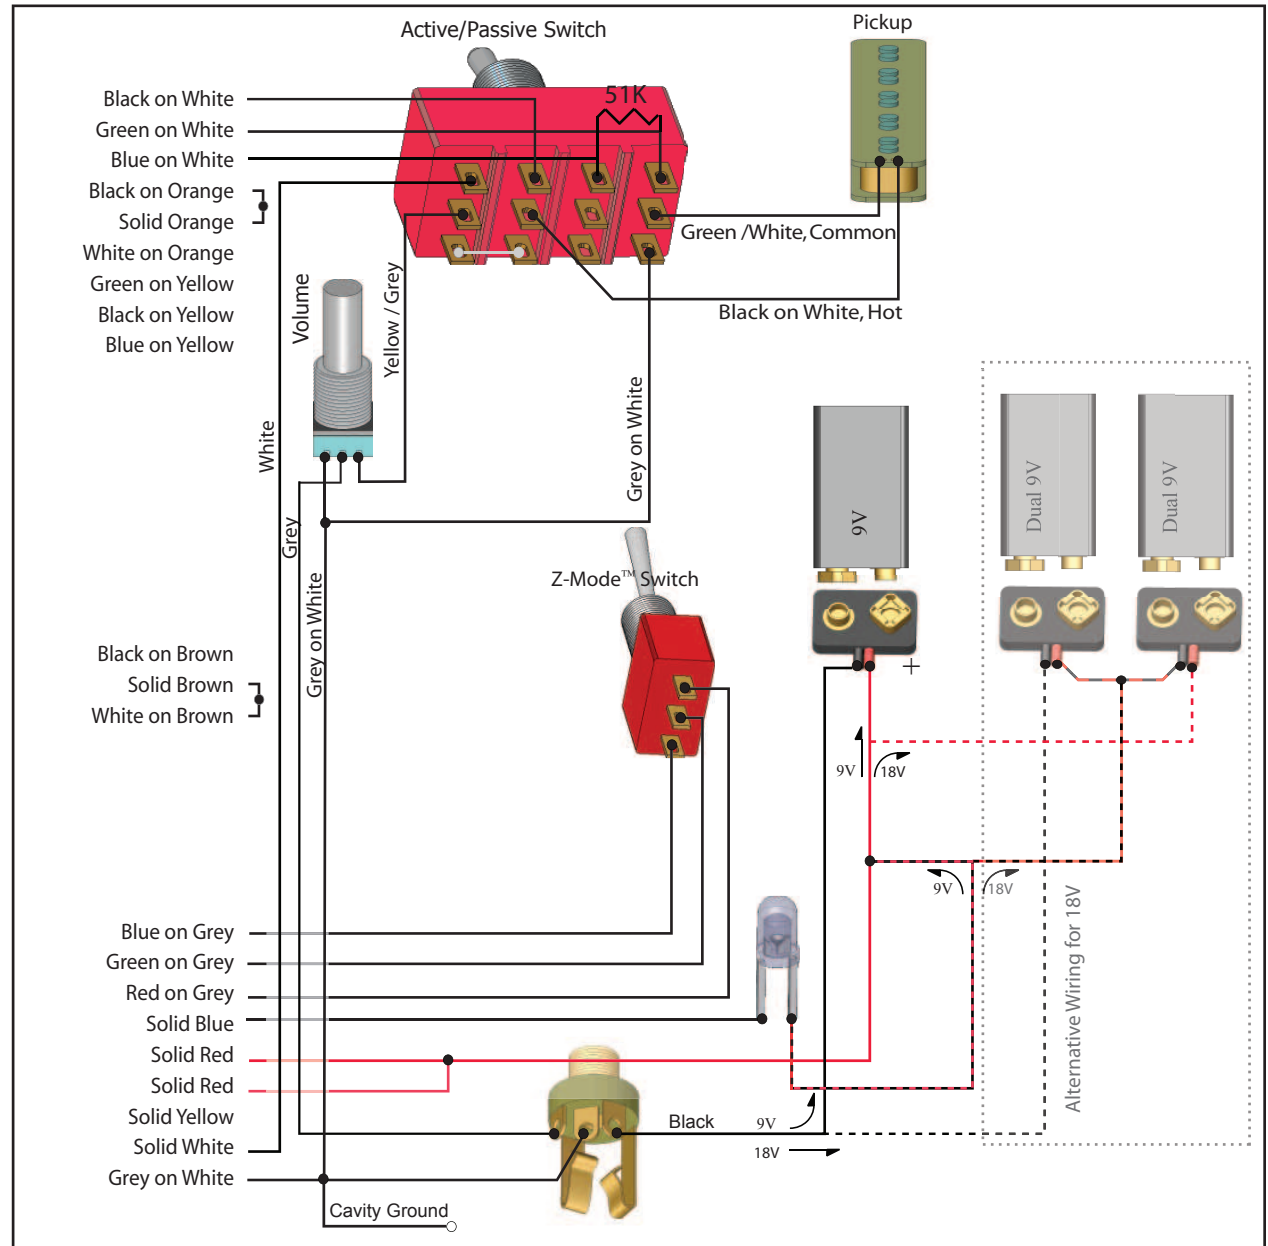 Active/Passive Switch
Pickup
51K
Black on White
Green on White
Blue on White
Black on Orange
Solid Orange
White on Orange
Green on Yellow
Black on Yellow
Blue on Yellow
Green /White, Common
Black on White, Hot
Volume
Yellow / Grey
White
Grey on White
Grey
Grey on White
Z-Mode™ Switch
9V
Dual 9V
Dual 9V
+
Black on Brown
Solid Brown
White on Brown
9V
18V
9V
18V
Alternative Wiring for 18V
Blue on Grey
Green on Grey
Red on Grey
Solid Blue
Solid Red
Solid Red
Solid Yellow
Solid White
Grey on White
Black
9V
18V
Cavity Ground